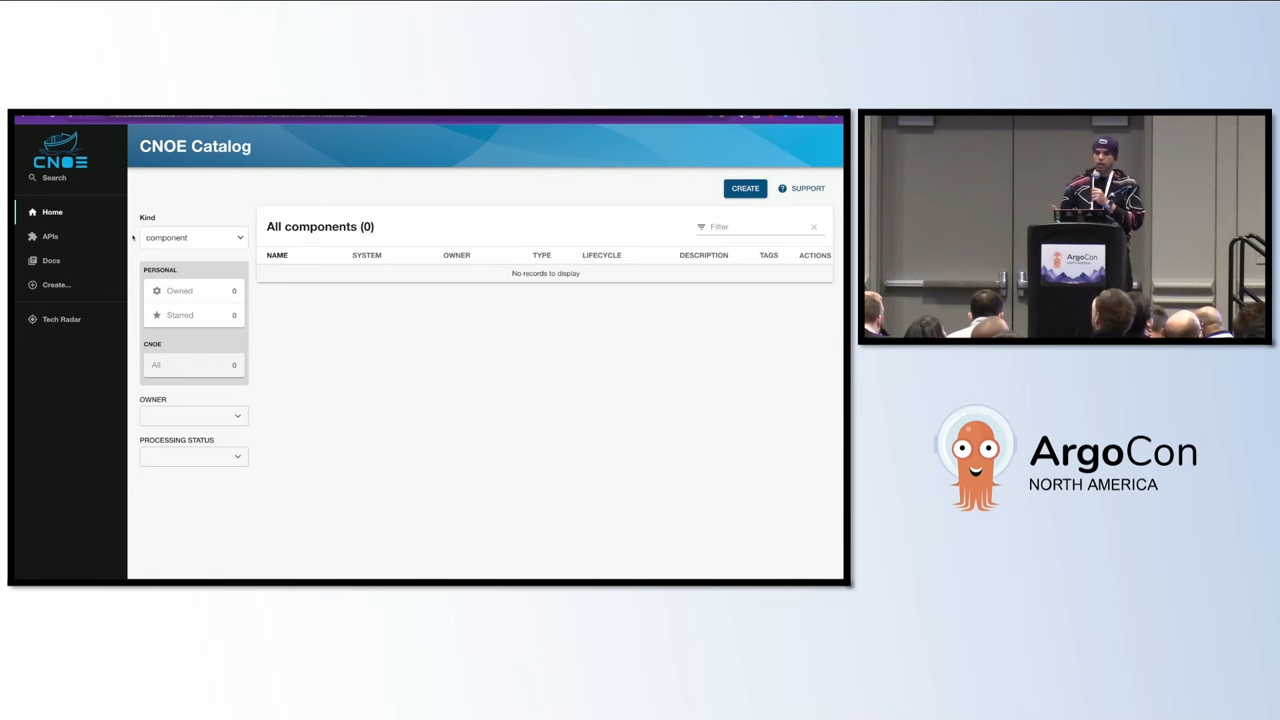 CNOE
Search
Home
APIs
Docs
Create...
Tech Radar
CNOE Catalog
CREATE
SUPPORT
Kind
component
PERSONAL
Owned 0
Starred 0
CNOE
All 0
OWNER
PROCESSING STATUS
All components (0)
Filter
NAME SYSTEM OWNER TYPE LIFECYCLE DESCRIPTION TAGS ACTIONS
No records to display
ArgoCon
NORTH AMERICA
ArgoCon
NORTH AMERICA